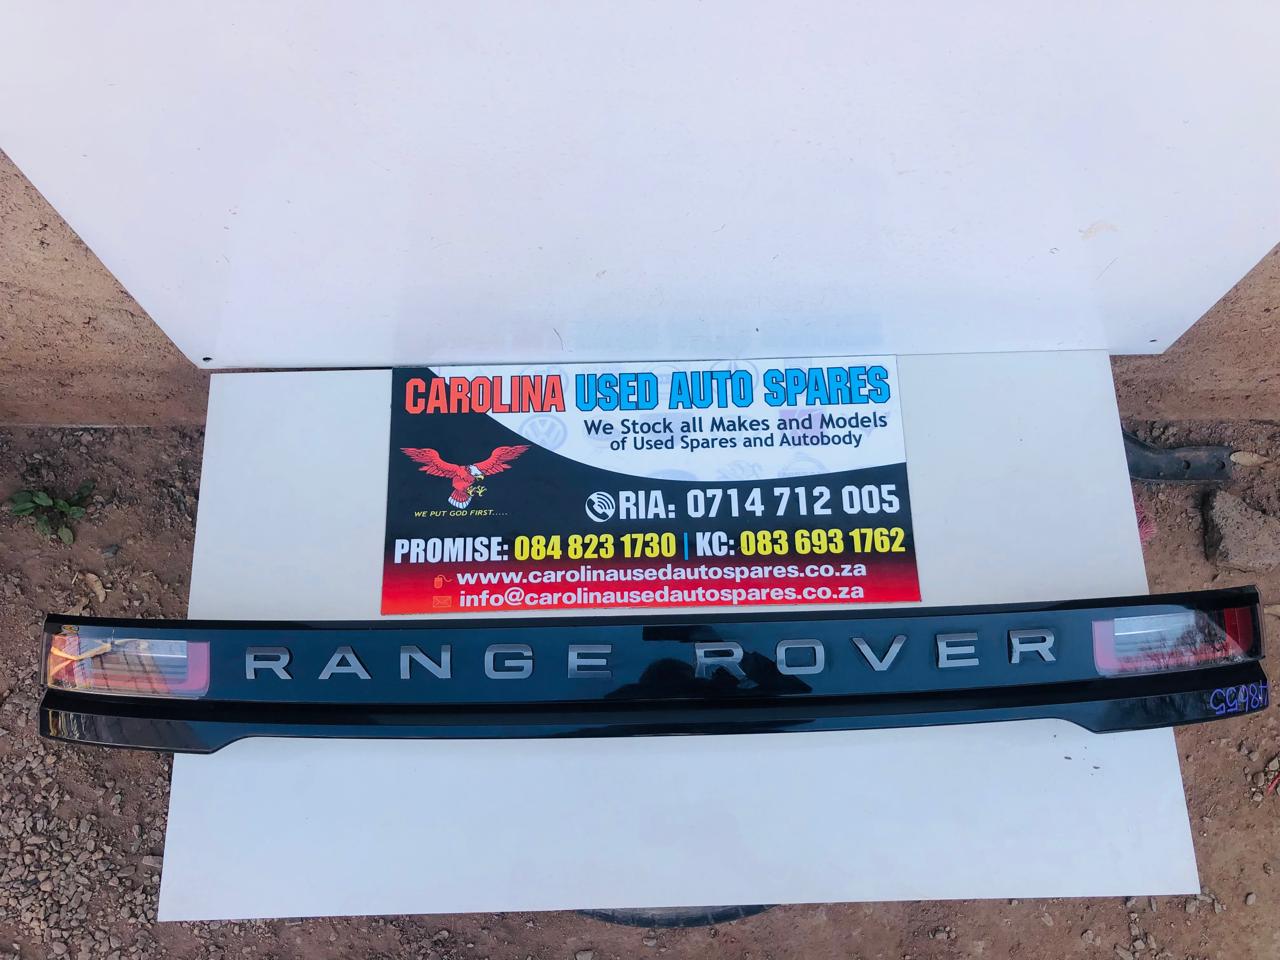 CAROLINA USED AUTO SPARES
We Stock all Makes and Models
of Used Spares and Autobody
WE PUT GOD FIRST.....
RIA: 0714 712 005
PROMISE: 084 823 1730 | KC: 083 693 1762
www.carolinausedautospares.co.za
info@carolinausedautospares.co.za
RANGE ROVER
48655